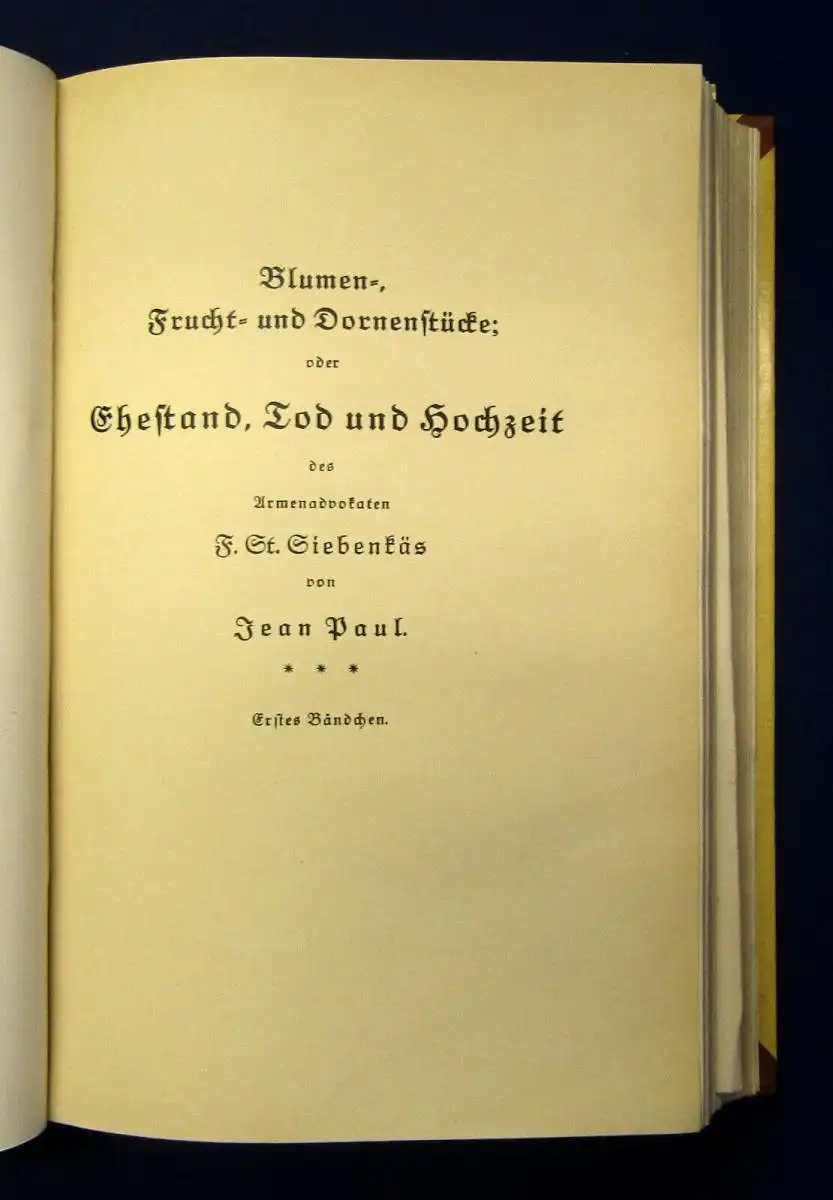 Blumen-,
Frucht- und Dornenſtücke;
oder
Eheſtand, Tod und Hochzeit
des
Armenadvokaten
F. St. Siebenkäs
von
Jean Paul.
* * *
Erſtes Bändchen.